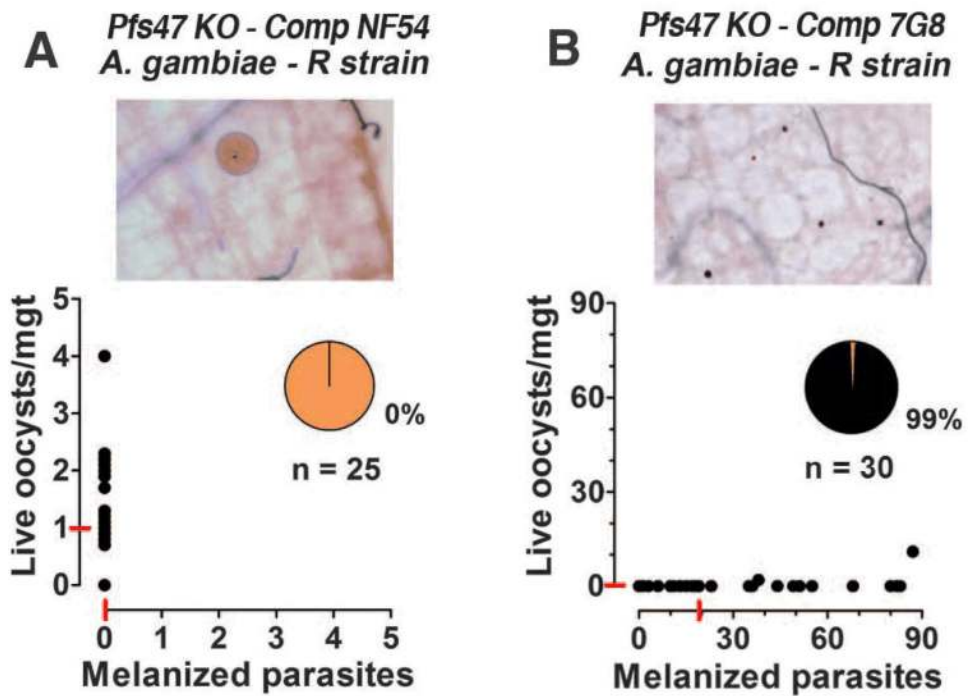 A
Pfs47 KO - Comp NF54
A. gambiae - R strain
5
4
3
2
1
0
Live oocysts/mgt
0%
n = 25
0 1 2 3 4 5
Melanized parasites
B
Pfs47 KO - Comp 7G8
A. gambiae - R strain
90
60
30
0
Live oocysts/mgt
99%
n = 30
0 30 60 90
Melanized parasites